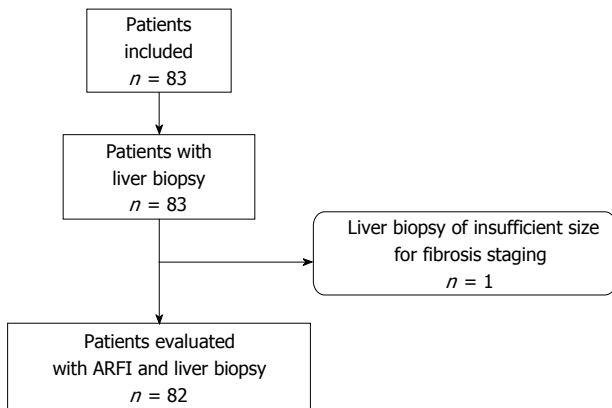 Patients
included
n = 83
Patients with
liver biopsy
n = 83
Liver biopsy of insufficient size
for fibrosis staging
n = 1
Patients evaluated
with ARFI and liver biopsy
n = 82